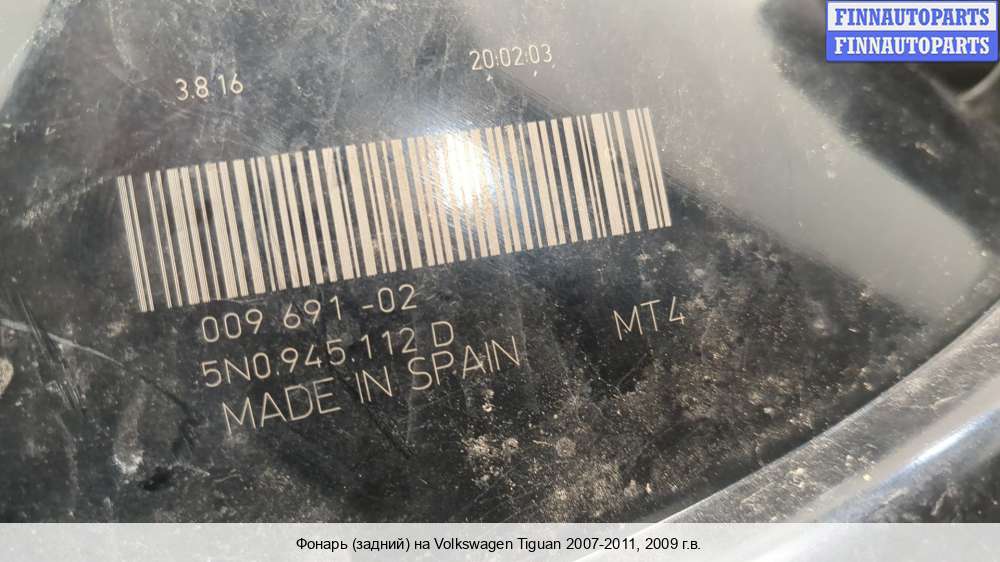 FINNAUTOPARTS
FINNAUTOPARTS
3.8 16
20:02:03
009 691 -02
5N0.945.112 D
MT4
MADE IN SPAIN
Фонарь (задний) на Volkswagen Tiguan 2007-2011, 2009 г.в.